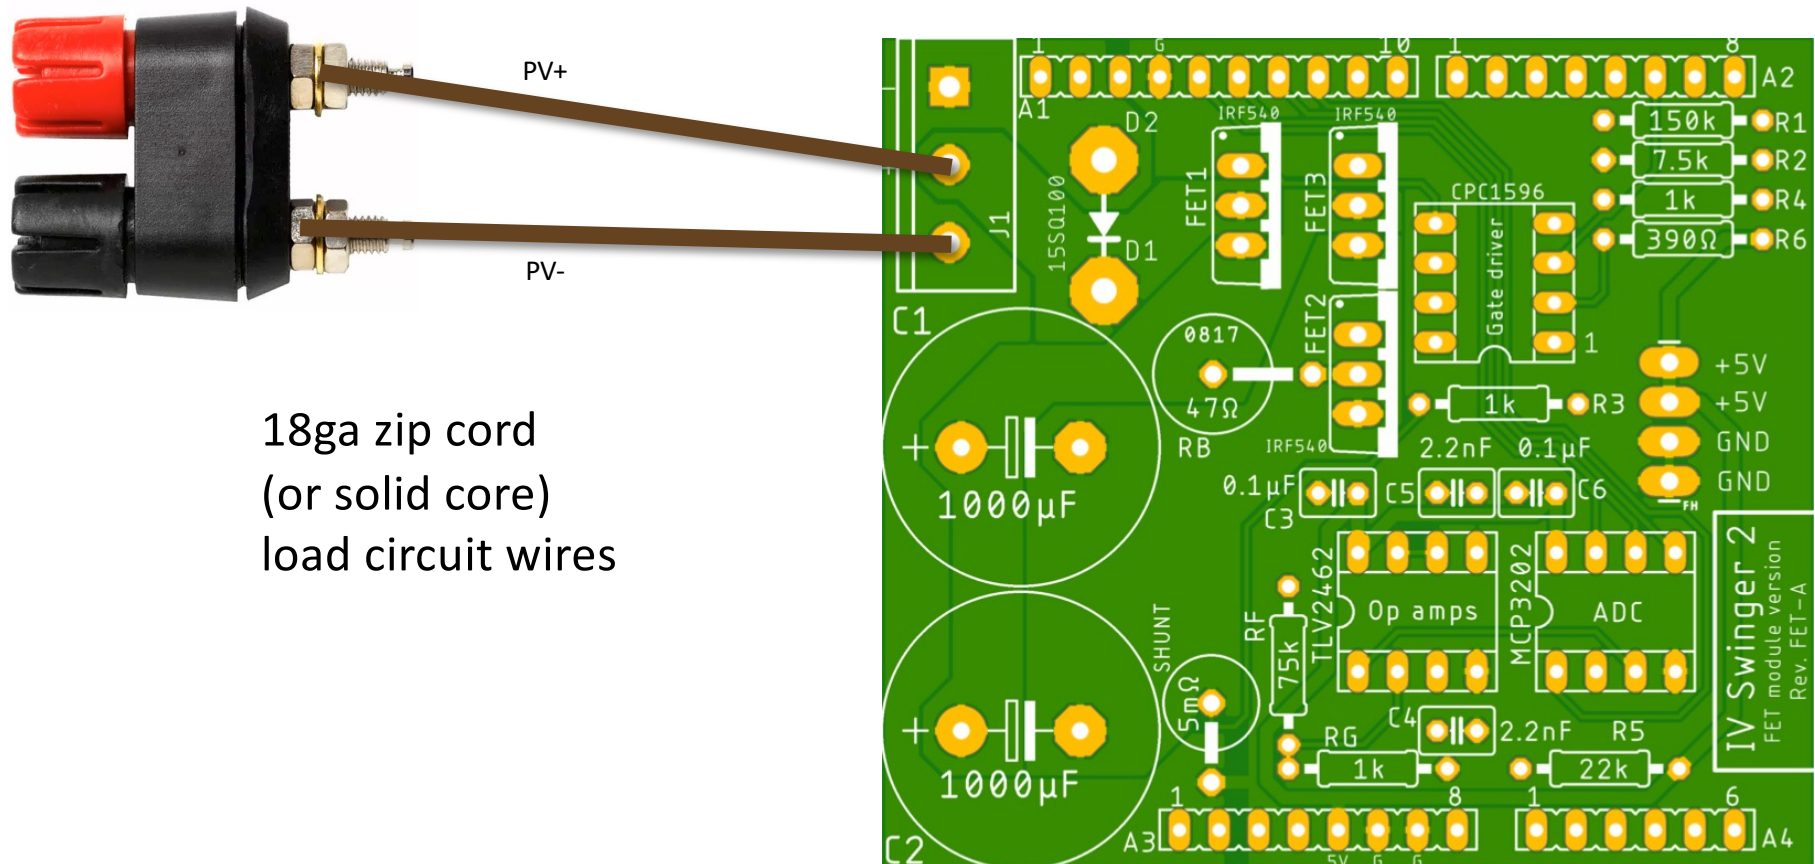 PV+
PV-
18ga zip cord
(or solid core)
load circuit wires
1 G 10
A1
1 8
A2
D2
15SQ100
D1
J1
IRF540
FET1
IRF540
FET3
CPC1596
Gate driver
1
150k R1
7.5k R2
1k R4
390Ω R6
C1
+
1000µF
0817
47Ω
RB
FET2
IRF540
1k R3
+5V
+5V
GND
GND
FH
2.2nF 0.1µF
0.1µF
C3
C5
C6
TLV2462
Op amps
MCP3202
ADC
IV Swinger 2
FET module version
Rev. FET-A
SHUNT
5mΩ
RF
75k
C4
2.2nF
RG
1k
R5
22k
+
1000µF
C2
1 8
A3
5V G G
1 6
A4